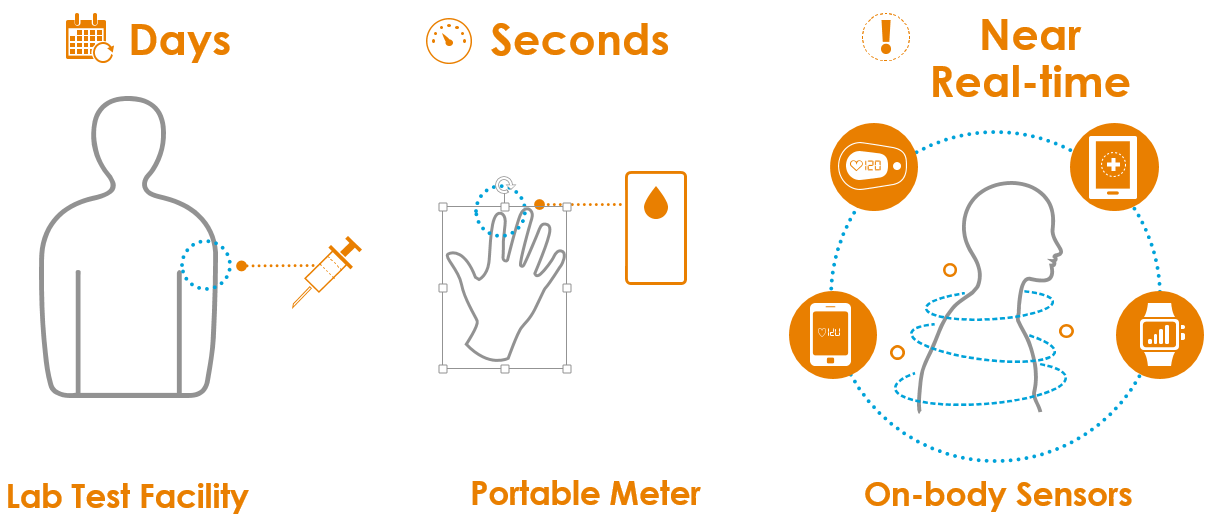 Days
Seconds
Near
Real-time
120
120
Lab Test Facility
Portable Meter
On-body Sensors